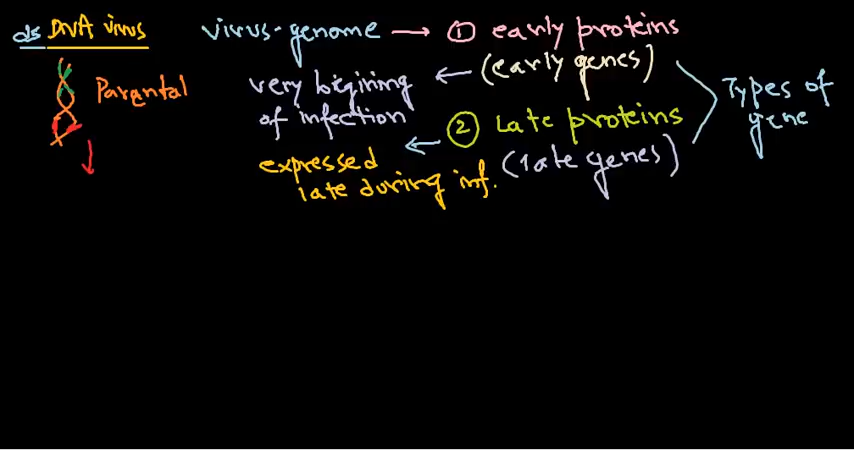 ds DNA virus
virus-genome → ① early proteins
(early genes)
Parental
very begining
of infection
② Late proteins
(late genes)
expressed
late during inf.
Types of
gene